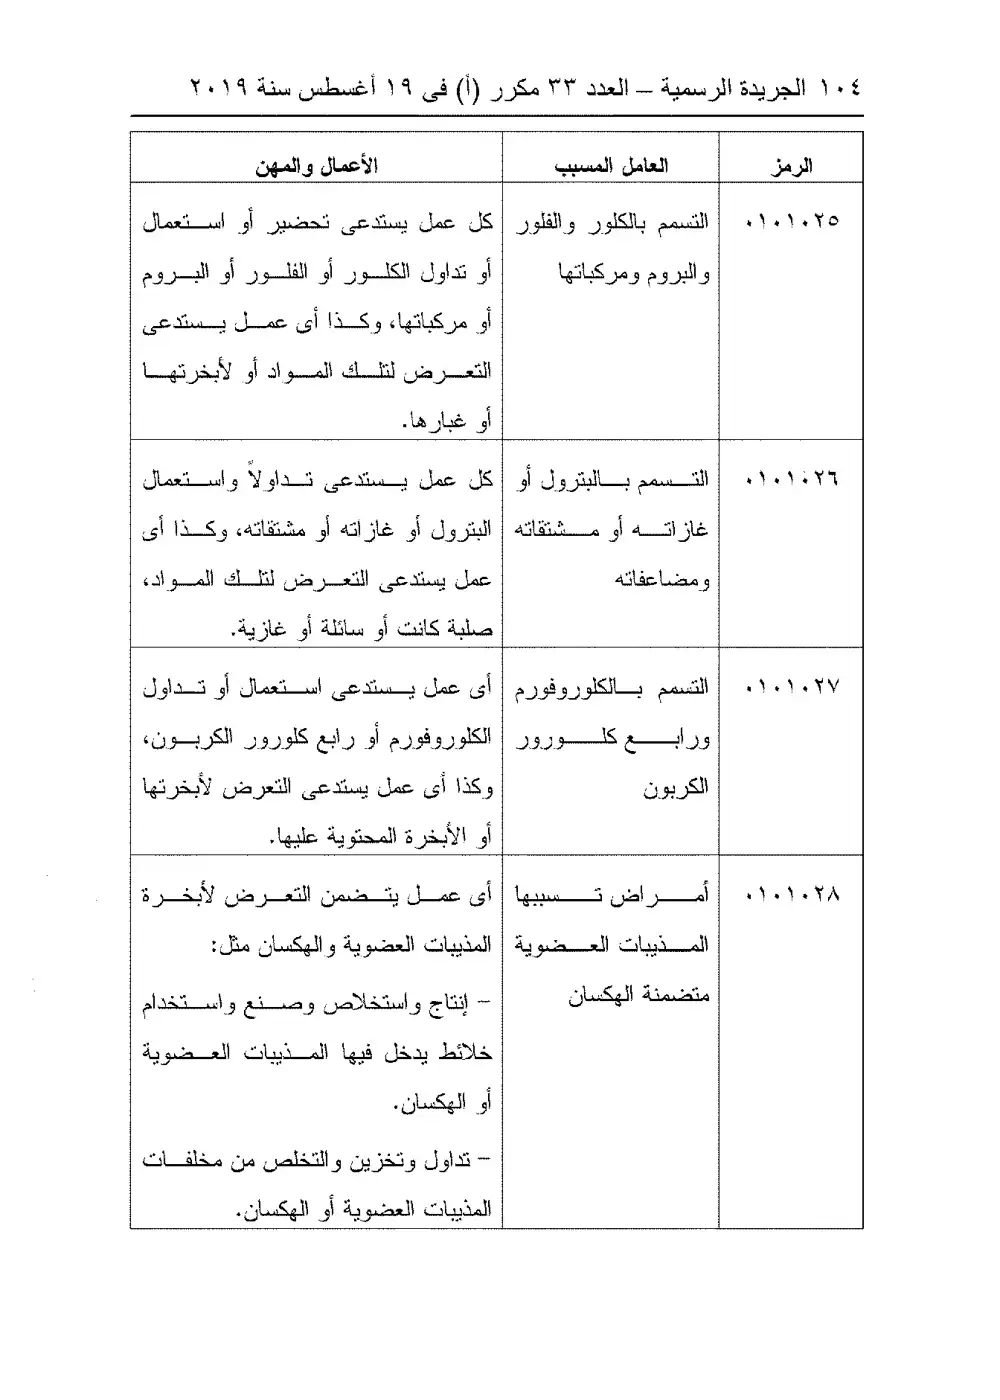 ١٠٤ الجريدة الرسمية – العدد ٣٣ مكرر (أ) فى ١٩ أغسطس سنة ٢٠١٩
الرمز
العامل المسبب
الأعمال والمهن
٠١٠١٠٢٥
التسمم بالكلور والفلور
والبروم ومركباتها
كل عمل يستدعى تحضير أو استعمال
أو تداول الكلور أو الفلور أو البروم
أو مركباتها، وكذا أى عمل يستدعى
التعرض لتلك المواد أو لأبخرتها
أو غبارها.
٠١٠١٠٢٦
التسمم بالبترول أو
غازاته أو مشتقاته
ومضاعفاته
كل عمل يستدعى تداولاً واستعمال
البترول أو غازاته أو مشتقاته، وكذا أى
عمل يستدعى التعرض لتلك المواد،
صلبة كانت أو سائلة أو غازية.
٠١٠١٠٢٧
التسمم بالكلوروفورم
ورابع كلورور
الكربون
أى عمل يستدعى استعمال أو تداول
الكلوروفورم أو رابع كلورور الكربون،
وكذا أى عمل يستدعى التعرض لأبخرتها
أو الأبخرة المحتوية عليها.
٠١٠١٠٢٨
أمراض تسببها
المذيبات العضوية
متضمنة الهكسان
أى عمل يتضمن التعرض لأبخرة
المذيبات العضوية والهكسان مثل:
– إنتاج واستخلاص وصنع واستخدام
خلائط يدخل فيها المذيبات العضوية
أو الهكسان.
– تداول وتخزين والتخلص من مخلفات
المذيبات العضوية أو الهكسان.